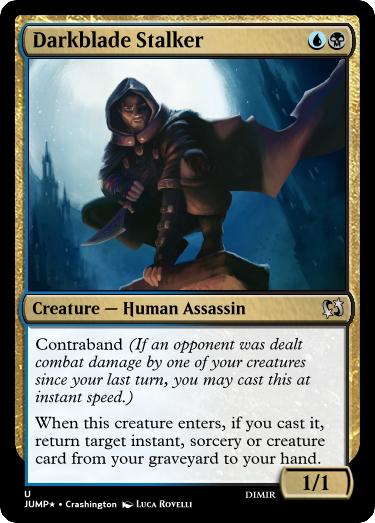 Darkblade Stalker
Creature — Human Assassin
Contraband (If an opponent was dealt
combat damage by one of your creatures
since your last turn, you may cast this at
instant speed.)
When this creature enters, if you cast it,
return target instant, sorcery or creature
card from your graveyard to your hand.
1/1
U
DIMIR
JUMP★ • Crashington Luca Rovelli